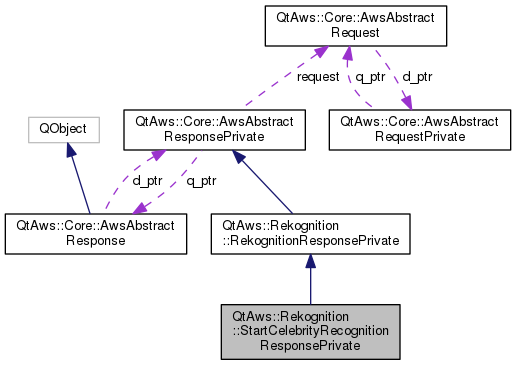 QtAws::Core::AwsAbstract
Request
request
q_ptr
d_ptr
QObject
QtAws::Core::AwsAbstract
ResponsePrivate
QtAws::Core::AwsAbstract
RequestPrivate
d_ptr
q_ptr
QtAws::Core::AwsAbstract
Response
QtAws::Rekognition
::RekognitionResponsePrivate
QtAws::Rekognition
::StartCelebrityRecognition
ResponsePrivate